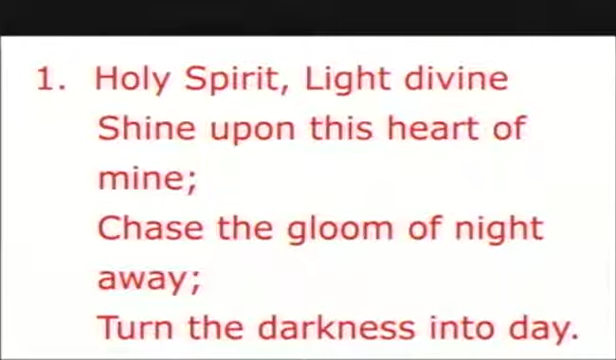 1. Holy Spirit, Light divine
Shine upon this heart of
mine;
Chase the gloom of night
away;
Turn the darkness into day.